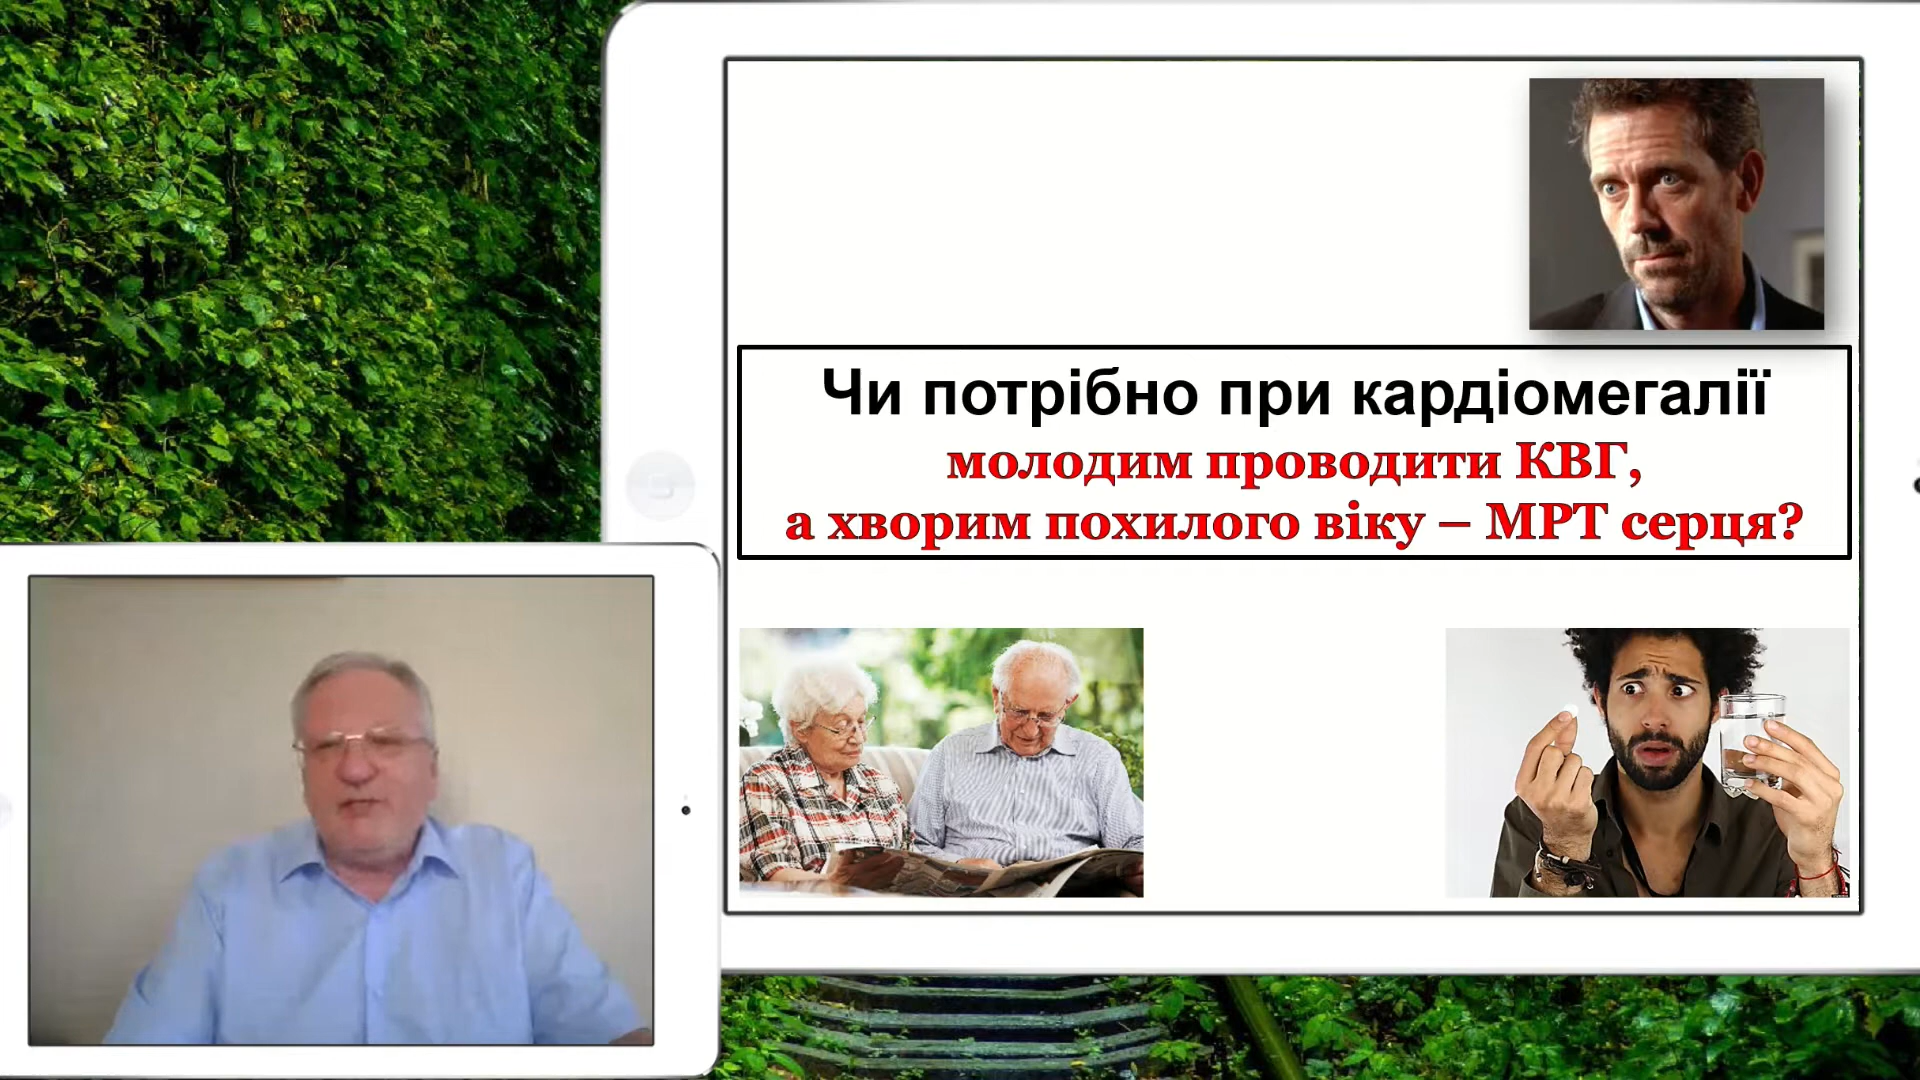 Чи потрібно при кардіомегалії
молодим проводити КВГ,
а хворим похилого віку – МРТ серця?